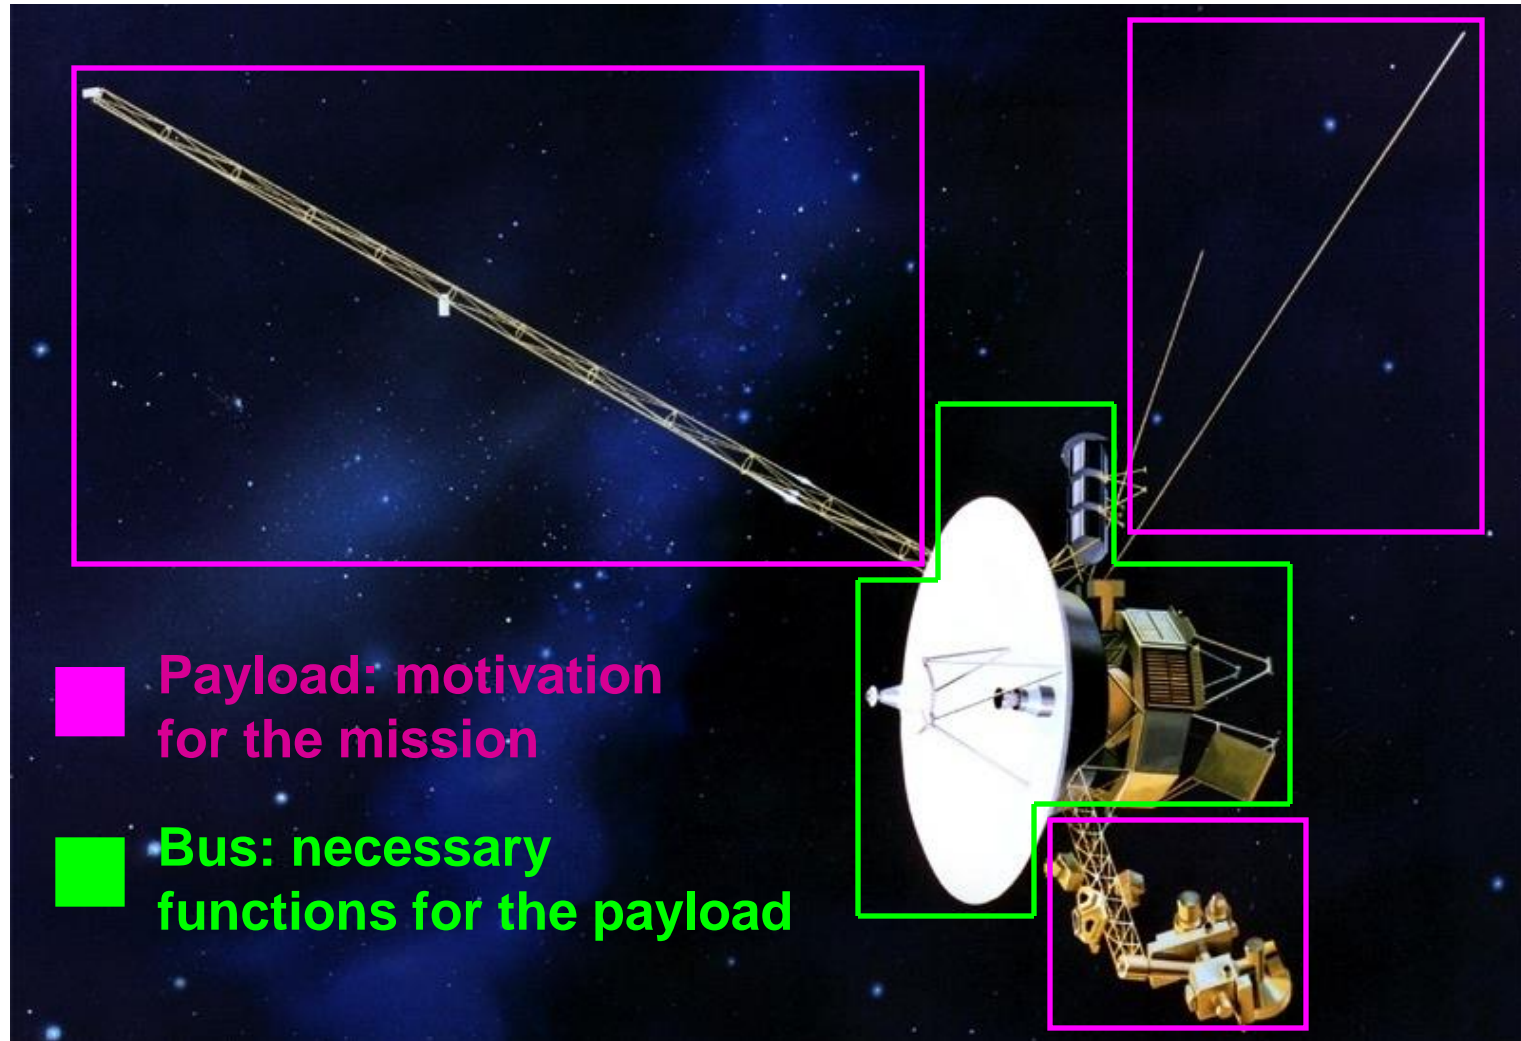 Payload: motivation
for the mission
Bus: necessary
functions for the payload